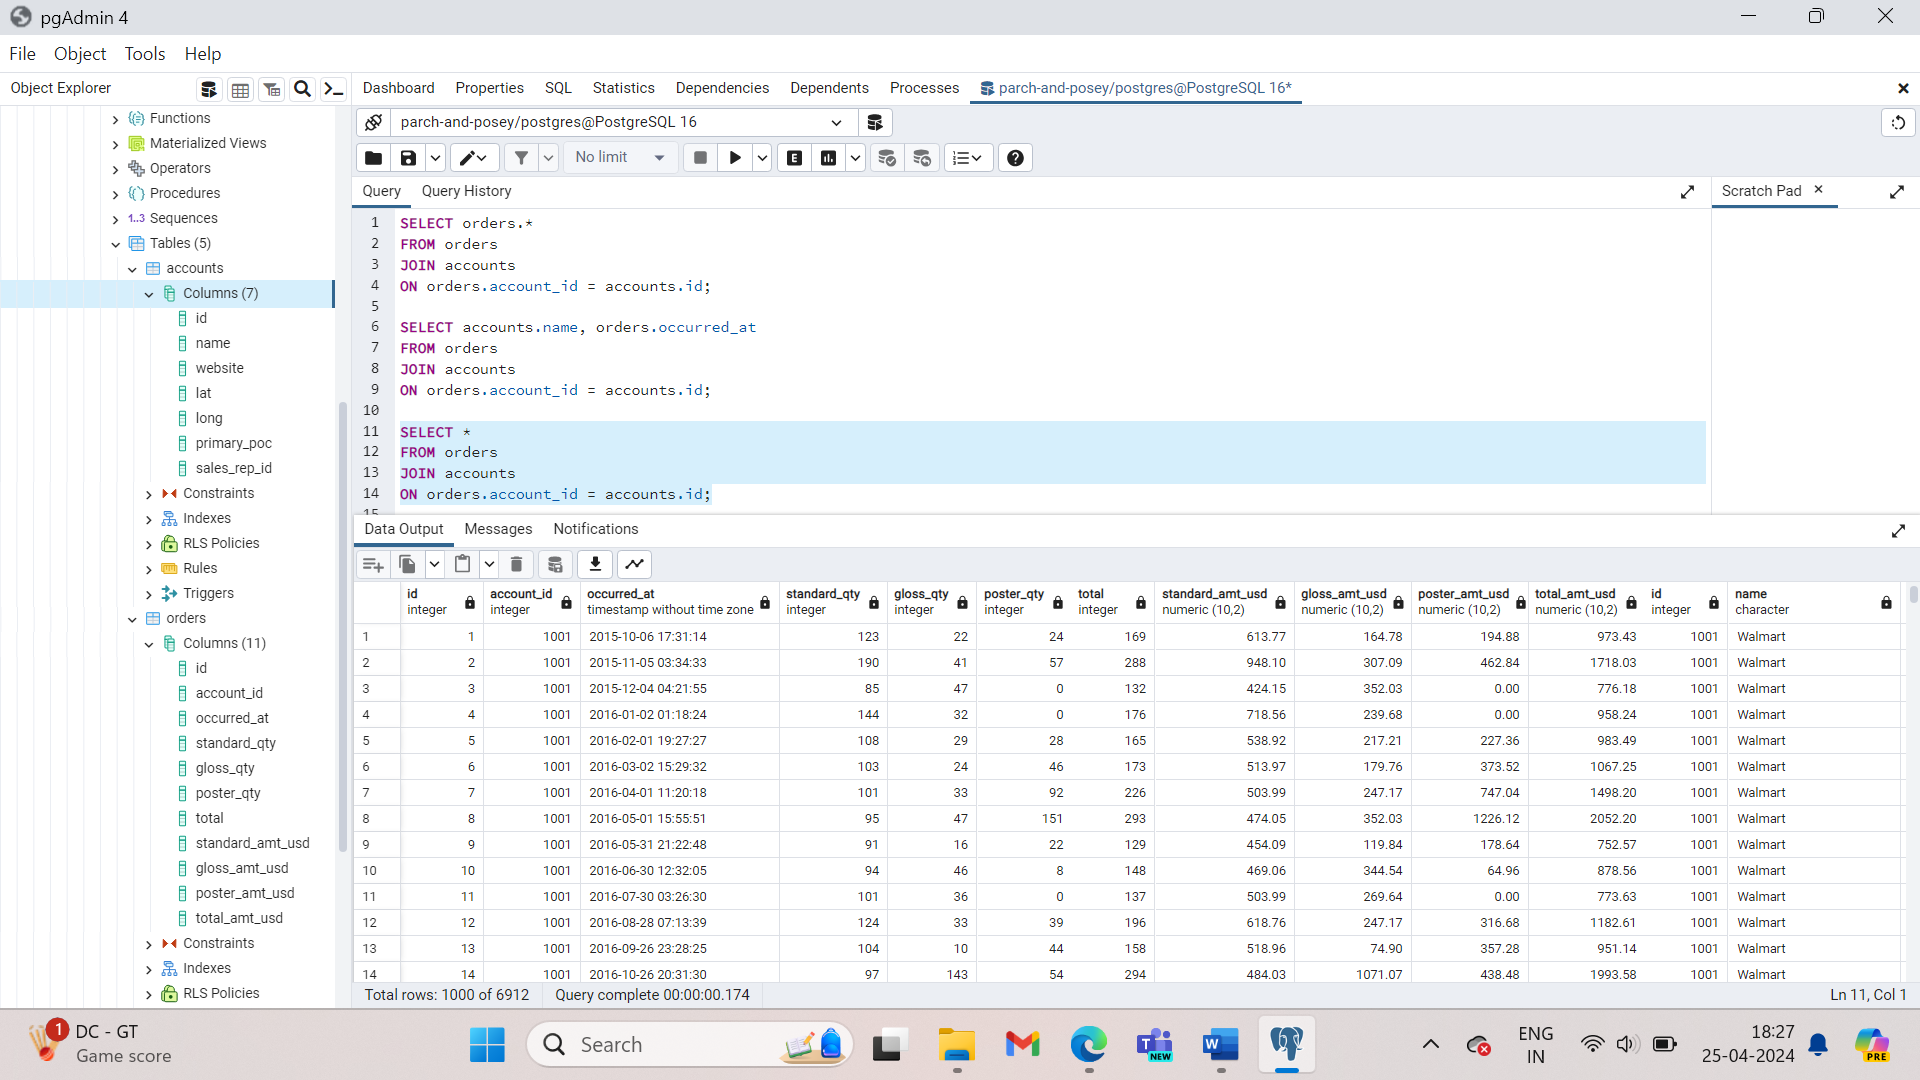 pgAdmin 4
File Object Tools Help
Object Explorer
Dashboard Properties SQL Statistics Dependencies Dependents Processes parch-and-posey/postgres@PostgreSQL 16*
Functions
Materialized Views
Operators
Procedures
1..3 Sequences
Tables (5)
accounts
Columns (7)
id
name
website
lat
long
primary_poc
sales_rep_id
Constraints
Indexes
RLS Policies
Rules
Triggers
orders
Columns (11)
id
account_id
occurred_at
standard_qty
gloss_qty
poster_qty
total
standard_amt_usd
gloss_amt_usd
poster_amt_usd
total_amt_usd
Constraints
Indexes
RLS Policies
parch-and-posey/postgres@PostgreSQL 16
No limit
E
Query Query History
Scratch Pad
1 SELECT orders.*
2 FROM orders
3 JOIN accounts
4 ON orders.account_id = accounts.id;
5
6 SELECT accounts.name, orders.occurred_at
7 FROM orders
8 JOIN accounts
9 ON orders.account_id = accounts.id;
10
11 SELECT *
12 FROM orders
13 JOIN accounts
14 ON orders.account_id = accounts.id;
15
Data Output Messages Notifications
id account_id occurred_at standard_qty gloss_qty poster_qty total standard_amt_usd gloss_amt_usd poster_amt_usd total_amt_usd id name
integer integer timestamp without time zone integer integer integer integer numeric (10,2) numeric (10,2) numeric (10,2) numeric (10,2) integer character
1 1 1001 2015-10-06 17:31:14 123 22 24 169 613.77 164.78 194.88 973.43 1001 Walmart
2 2 1001 2015-11-05 03:34:33 190 41 57 288 948.10 307.09 462.84 1718.03 1001 Walmart
3 3 1001 2015-12-04 04:21:55 85 47 0 132 424.15 352.03 0.00 776.18 1001 Walmart
4 4 1001 2016-01-02 01:18:24 144 32 0 176 718.56 239.68 0.00 958.24 1001 Walmart
5 5 1001 2016-02-01 19:27:27 108 29 28 165 538.92 217.21 227.36 983.49 1001 Walmart
6 6 1001 2016-03-02 15:29:32 103 24 46 173 513.97 179.76 373.52 1067.25 1001 Walmart
7 7 1001 2016-04-01 11:20:18 101 33 92 226 503.99 247.17 747.04 1498.20 1001 Walmart
8 8 1001 2016-05-01 15:55:51 95 47 151 293 474.05 352.03 1226.12 2052.20 1001 Walmart
9 9 1001 2016-05-31 21:22:48 91 16 22 129 454.09 119.84 178.64 752.57 1001 Walmart
10 10 1001 2016-06-30 12:32:05 94 46 8 148 469.06 344.54 64.96 878.56 1001 Walmart
11 11 1001 2016-07-30 03:26:30 101 36 0 137 503.99 269.64 0.00 773.63 1001 Walmart
12 12 1001 2016-08-28 07:13:39 124 33 39 196 618.76 247.17 316.68 1182.61 1001 Walmart
13 13 1001 2016-09-26 23:28:25 104 10 44 158 518.96 74.90 357.28 951.14 1001 Walmart
14 14 1001 2016-10-26 20:31:30 97 143 54 294 484.03 1071.07 438.48 1993.58 1001 Walmart
Total rows: 1000 of 6912 Query complete 00:00:00.174 Ln 11, Col 1
1 DC - GT
Game score
Search
NEW
W
ENG
IN
18:27
25-04-2024
PRE